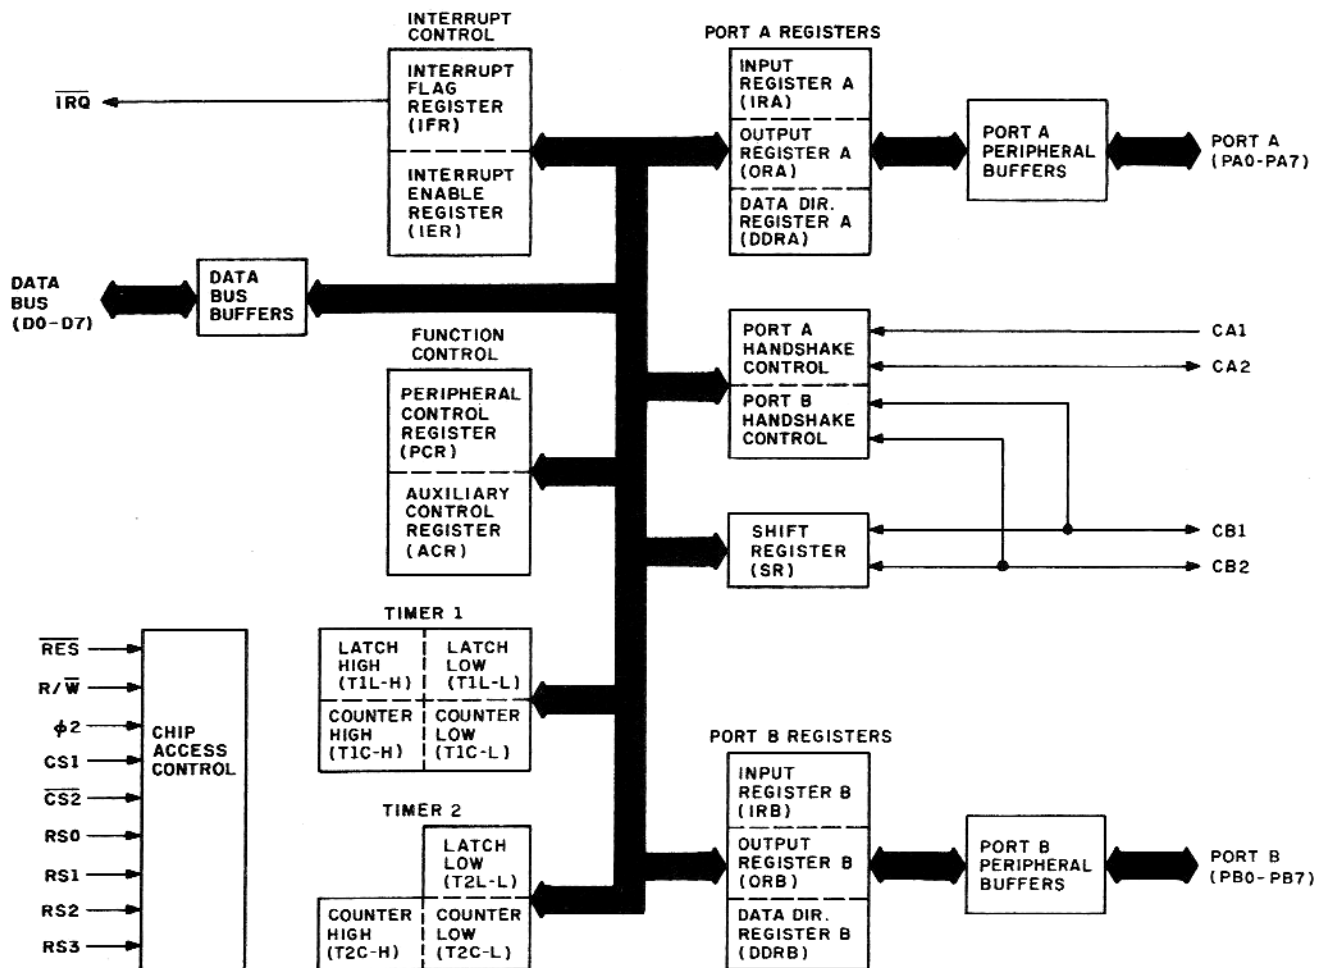 INTERRUPT
CONTROL
INTERRUPT
FLAG
REGISTER
(IFR)
INTERRUPT
ENABLE
REGISTER
(IER)
IRQ
PORT A REGISTERS
INPUT
REGISTER A
(IRA)
OUTPUT
REGISTER A
(ORA)
DATA DIR.
REGISTER A
(DDRA)
PORT A
PERIPHERAL
BUFFERS
PORT A
(PA0-PA7)
DATA
BUS
(D0-D7)
DATA
BUS
BUFFERS
FUNCTION
CONTROL
PERIPHERAL
CONTROL
REGISTER
(PCR)
AUXILIARY
CONTROL
REGISTER
(ACR)
PORT A
HANDSHAKE
CONTROL
PORT B
HANDSHAKE
CONTROL
CA1
CA2
SHIFT
REGISTER
(SR)
CB1
CB2
TIMER 1
LATCH
HIGH
(T1L-H)
LATCH
LOW
(T1L-L)
COUNTER
HIGH
(T1C-H)
COUNTER
LOW
(T1C-L)
TIMER 2
LATCH
LOW
(T2L-L)
COUNTER
HIGH
(T2C-H)
COUNTER
LOW
(T2C-L)
RES
R/W
ϕ2
CS1
CS2
RS0
RS1
RS2
RS3
CHIP
ACCESS
CONTROL
PORT B REGISTERS
INPUT
REGISTER B
(IRB)
OUTPUT
REGISTER B
(ORB)
DATA DIR.
REGISTER B
(DDRB)
PORT B
PERIPHERAL
BUFFERS
PORT B
(PB0-PB7)